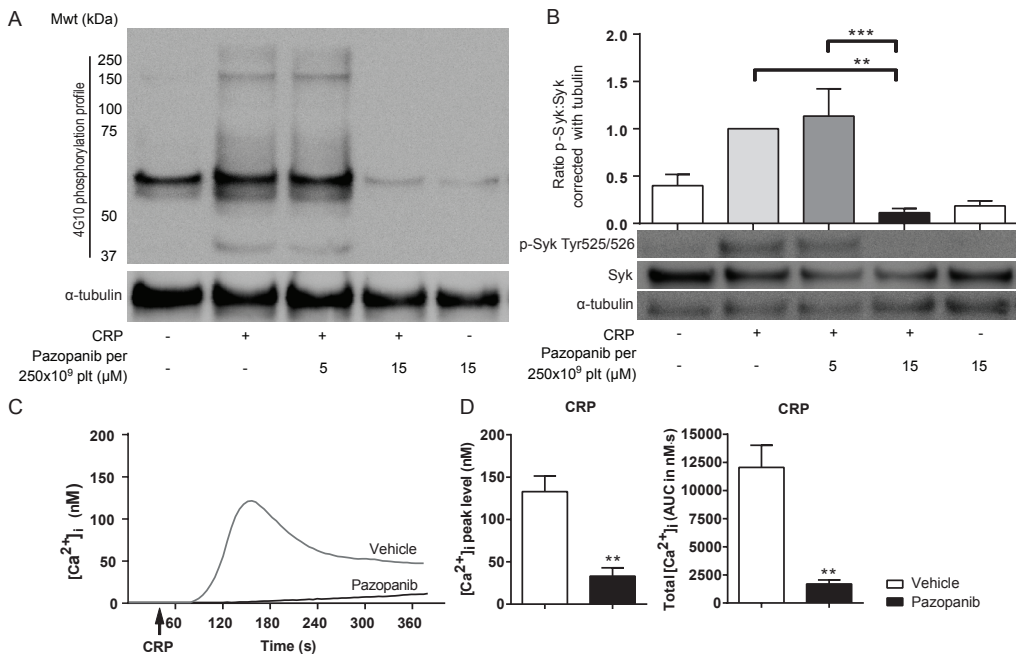 A
Mwt (kDa)
4G10 phosphorylation profile
250
150
100
75
50
37
α-tubulin
CRP - + + + -
Pazopanib per
250x10⁹ plt (µM) - - 5 15 15
B
***
**
Ratio p-Syk:Syk
corrected with tubulin
2.0
1.5
1.0
0.5
0.0
p-Syk Tyr525/526
Syk
α-tubulin
CRP - + + + -
Pazopanib per
250x10⁹ plt (µM) - - 5 15 15
C
[Ca²⁺]i (nM)
200
150
100
50
0
Vehicle
Pazopanib
60 120 180 240 300 360
CRP
Time (s)
D
CRP
[Ca²⁺]i peak level (nM)
200
150
100
50
0
**
CRP
Total [Ca²⁺]i (AUC in nM·s)
15000
12500
10000
7500
5000
2500
0
**
Vehicle
Pazopanib